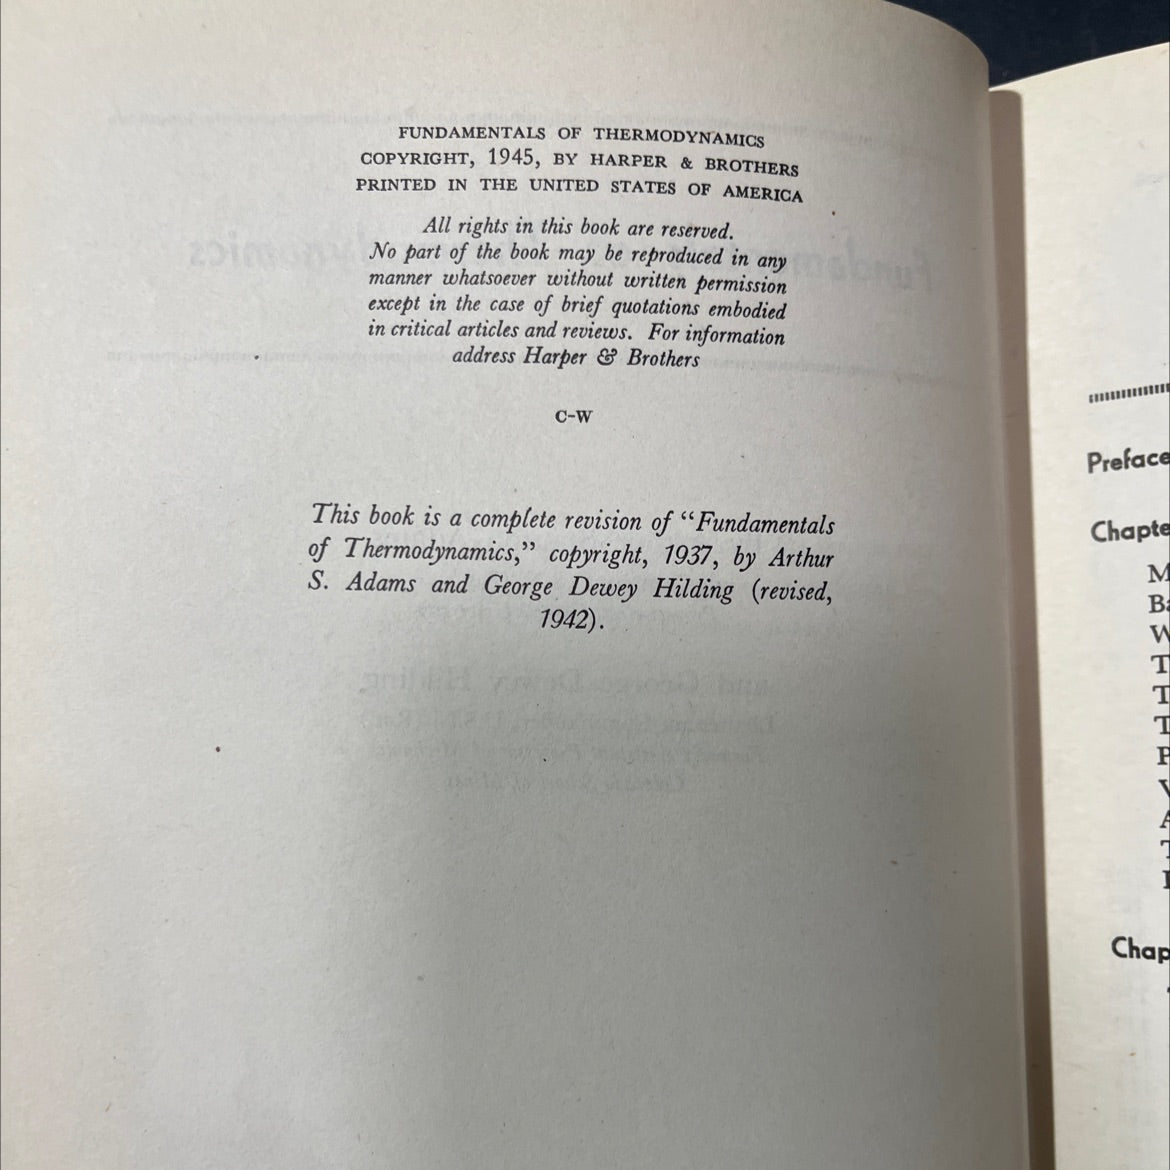 FUNDAMENTALS OF THERMODYNAMICS
COPYRIGHT, 1945, BY HARPER & BROTHERS
PRINTED IN THE UNITED STATES OF AMERICA
All rights in this book are reserved.
No part of the book may be reproduced in any
manner whatsoever without written permission
except in the case of brief quotations embodied
in critical articles and reviews. For information
address Harper & Brothers
C-W
This book is a complete revision of “Fundamentals
of Thermodynamics,” copyright, 1937, by Arthur
S. Adams and George Dewey Hilding (revised,
1942).
Preface